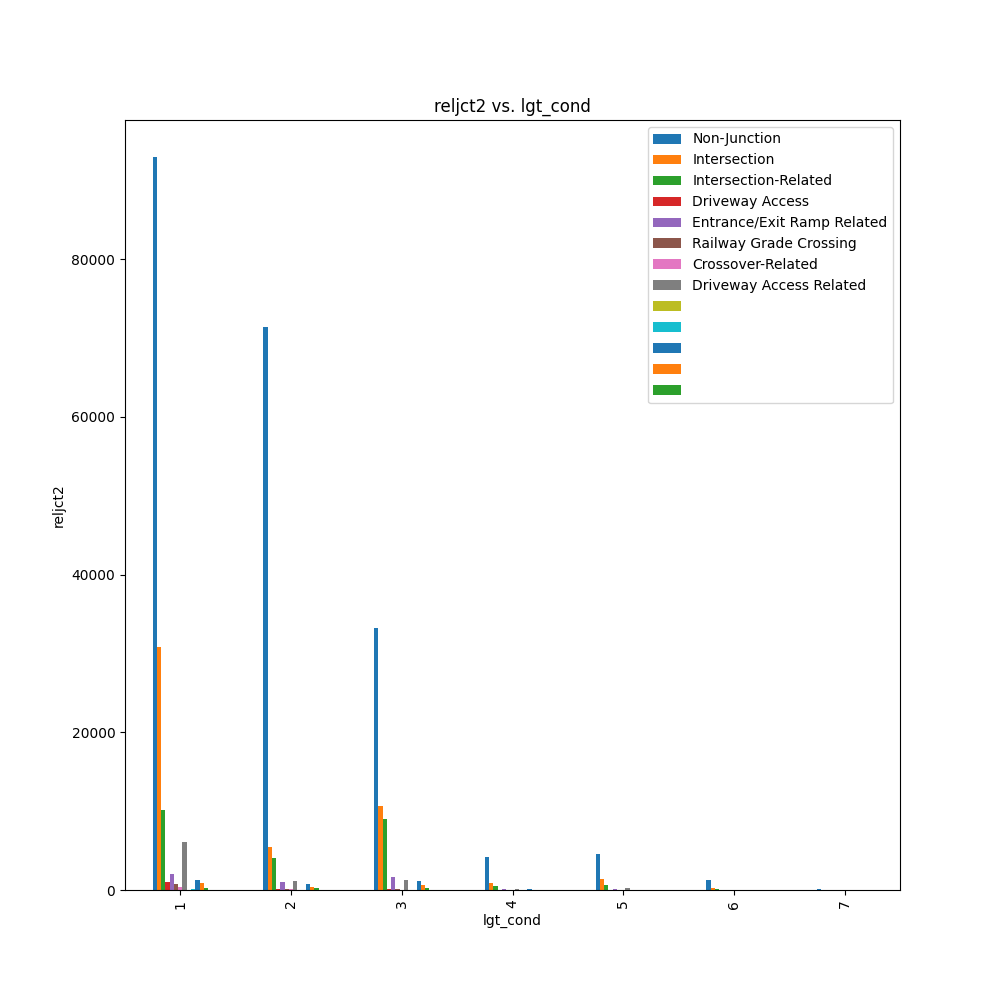 reljct2 vs. lgt_cond
Non-Junction
Intersection
Intersection-Related
Driveway Access
Entrance/Exit Ramp Related
Railway Grade Crossing
Crossover-Related
Driveway Access Related
80000
60000
40000
20000
0
reljct2
1 2 3 4 5 6 7
lgt_cond